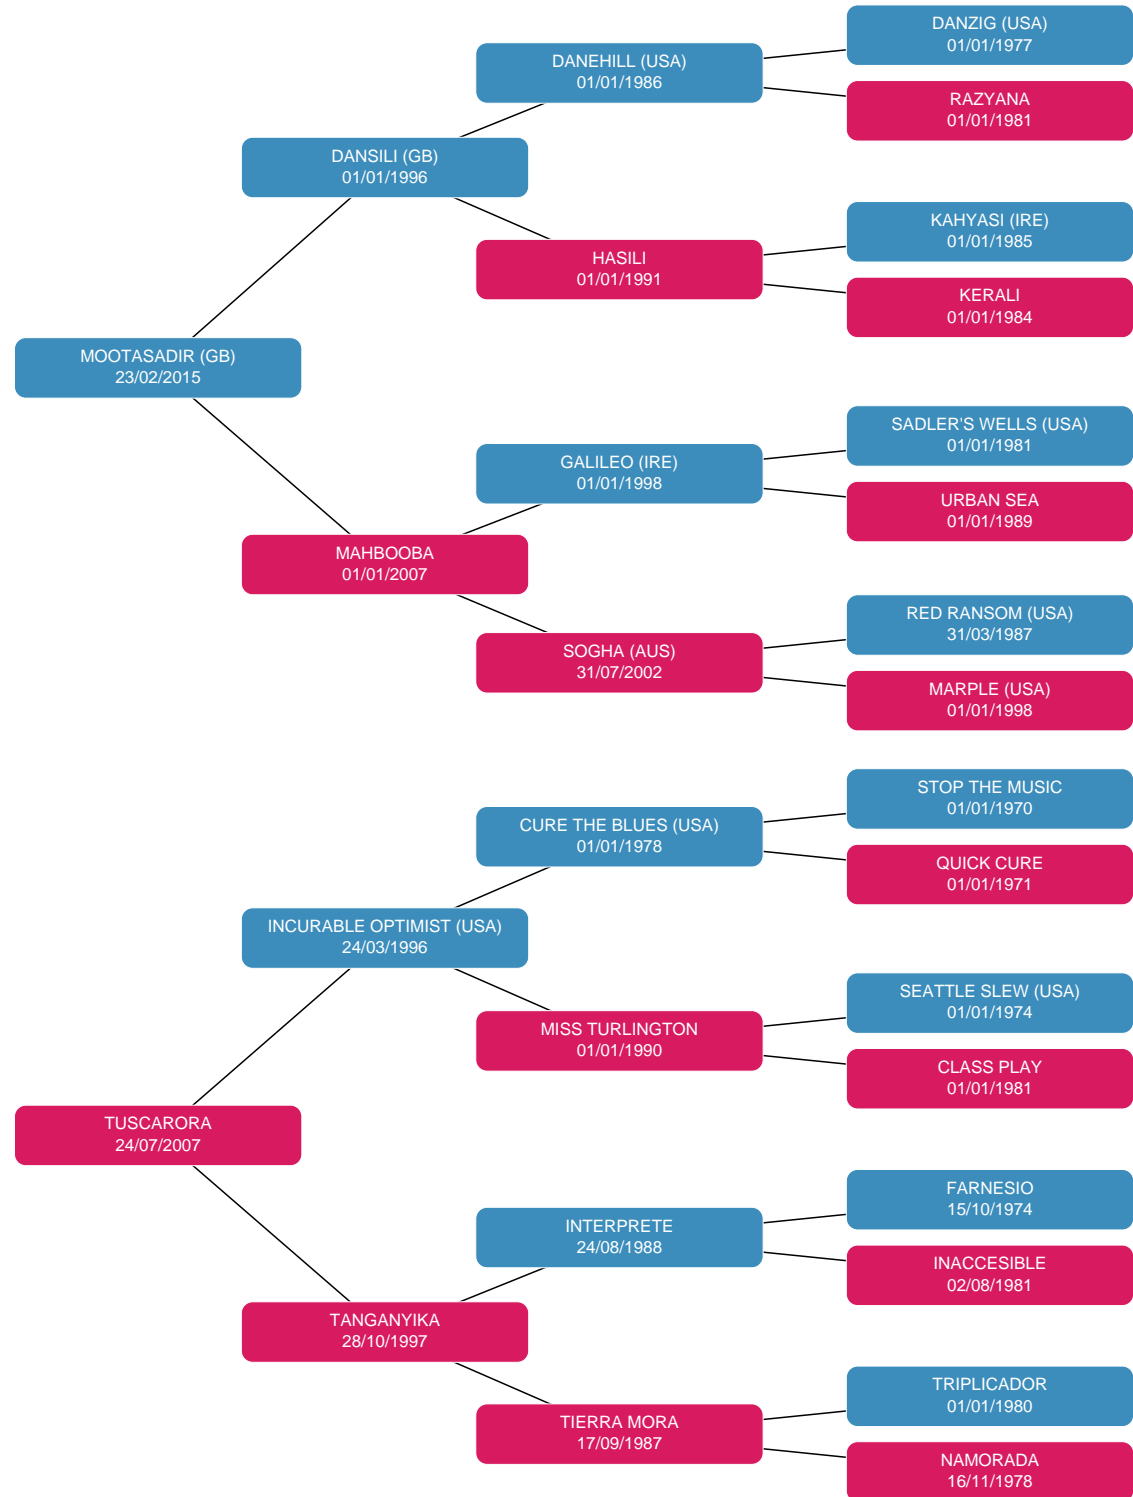 DANZIG (USA)
01/01/1977
DANEHILL (USA)
01/01/1986
RAZYANA
01/01/1981
DANSILI (GB)
01/01/1996
KAHYASI (IRE)
01/01/1985
HASILI
01/01/1991
KERALI
01/01/1984
MOOTASADIR (GB)
23/02/2015
SADLER'S WELLS (USA)
01/01/1981
GALILEO (IRE)
01/01/1998
URBAN SEA
01/01/1989
MAHBOOBA
01/01/2007
RED RANSOM (USA)
31/03/1987
SOGHA (AUS)
31/07/2002
MARPLE (USA)
01/01/1998
STOP THE MUSIC
01/01/1970
CURE THE BLUES (USA)
01/01/1978
QUICK CURE
01/01/1971
INCURABLE OPTIMIST (USA)
24/03/1996
SEATTLE SLEW (USA)
01/01/1974
MISS TURLINGTON
01/01/1990
CLASS PLAY
01/01/1981
TUSCARORA
24/07/2007
FARNESIO
15/10/1974
INTERPRETE
24/08/1988
INACCESIBLE
02/08/1981
TANGANYIKA
28/10/1997
TRIPLICADOR
01/01/1980
TIERRA MORA
17/09/1987
NAMORADA
16/11/1978